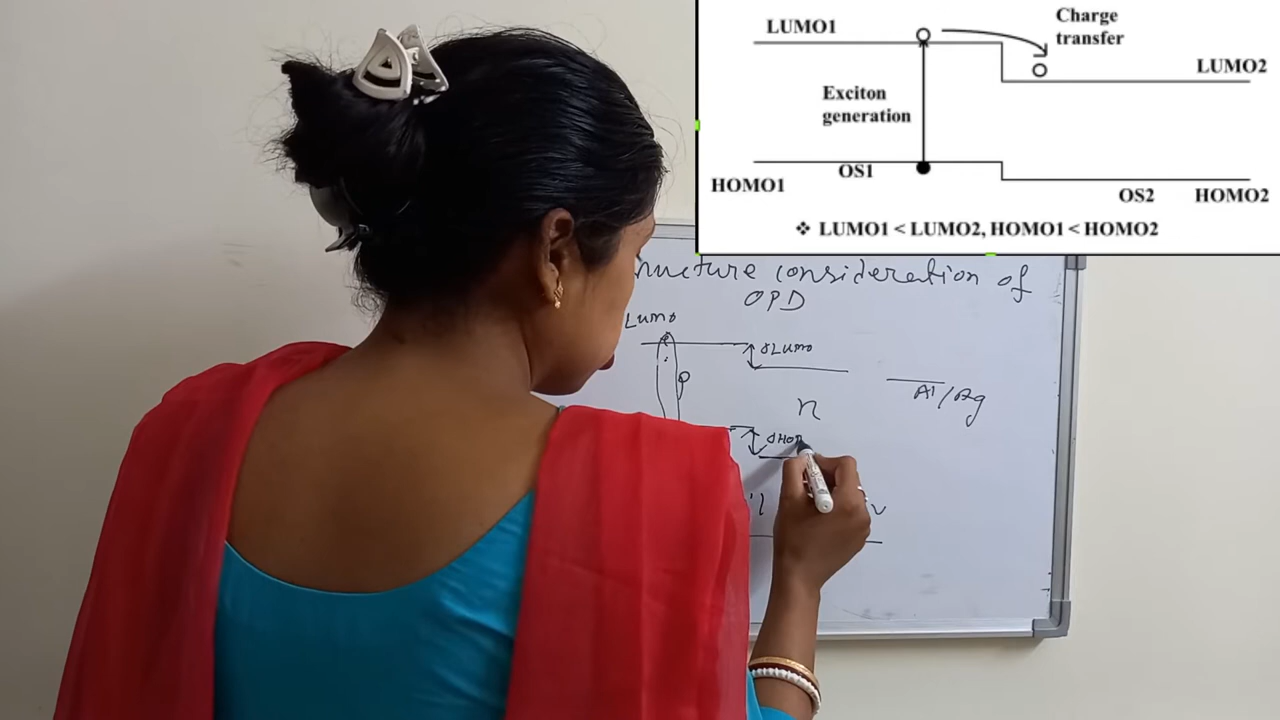 LUMO1
Charge
transfer
LUMO2
Exciton
generation
OS1
HOMO1
OS2
HOMO2
❖ LUMO1 < LUMO2, HOMO1 < HOMO2
consideration of
OPD
LUMO
δLUMO
P
n
Al/Ag